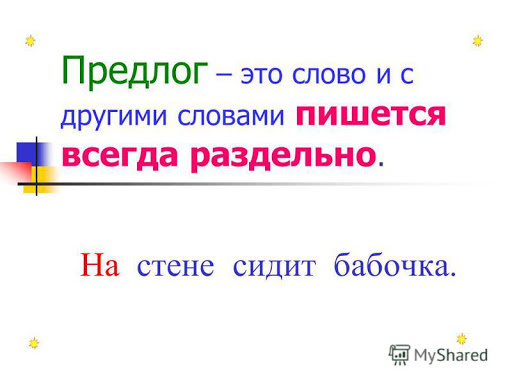 Предлог – это слово и с
другими словами пишется
всегда раздельно.
На стене сидит бабочка.
MyShared